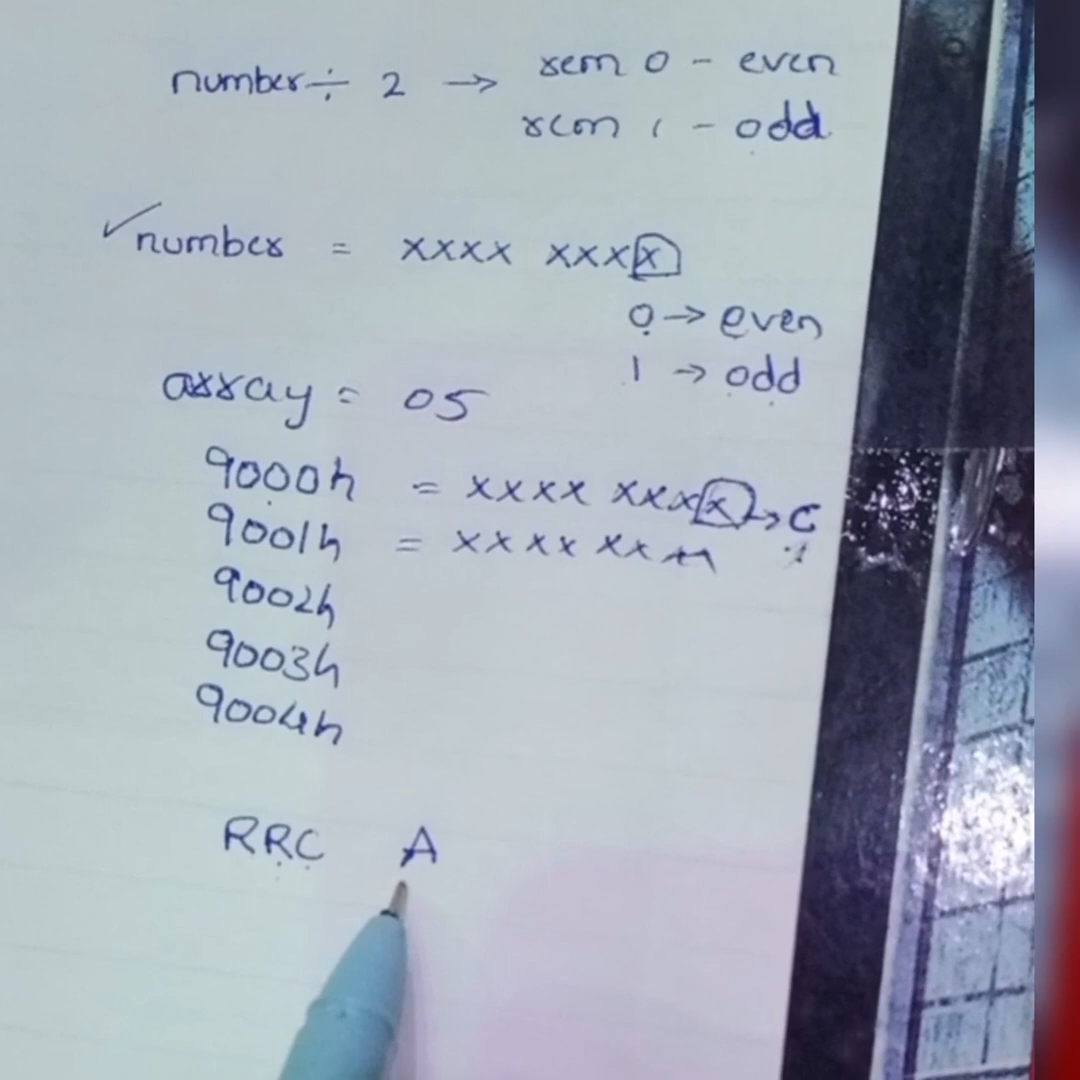 number ÷ 2 → rem 0 - even
rem 1 - odd
✓ number = xxxx xxxx
0 → even
1 → odd
array = 05
9000h = xxxx xxxx → C
9001h = xxxx xx
9002h
9003h
9004h
RRC A